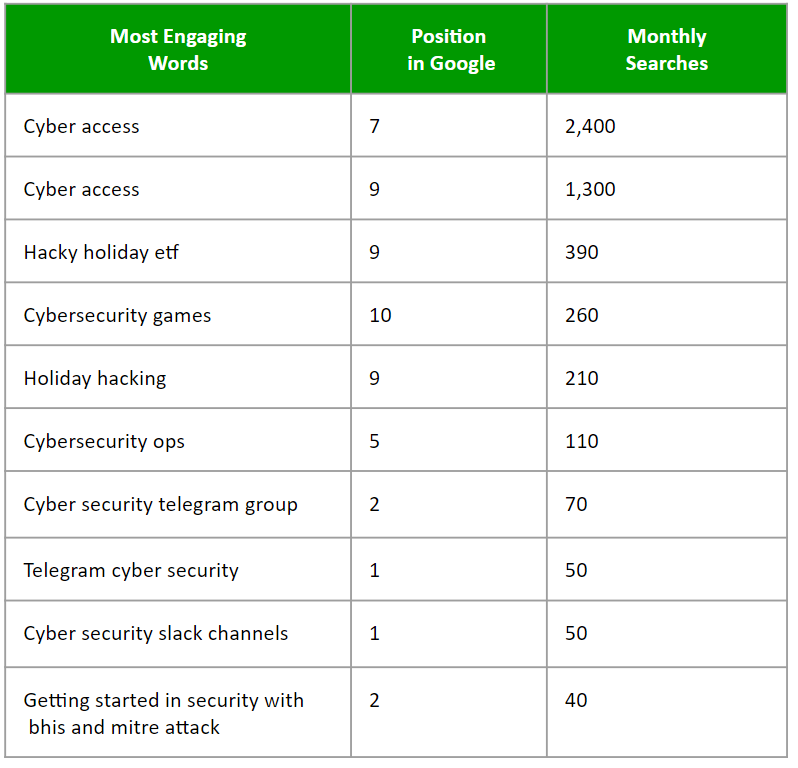 Most Engaging Words Position in Google Monthly Searches
Cyber access 7 2,400
Cyber access 9 1,300
Hacky holiday etf 9 390
Cybersecurity games 10 260
Holiday hacking 9 210
Cybersecurity ops 5 110
Cyber security telegram group 2 70
Telegram cyber security 1 50
Cyber security slack channels 1 50
Getting started in security with 2 40
bhis and mitre attack